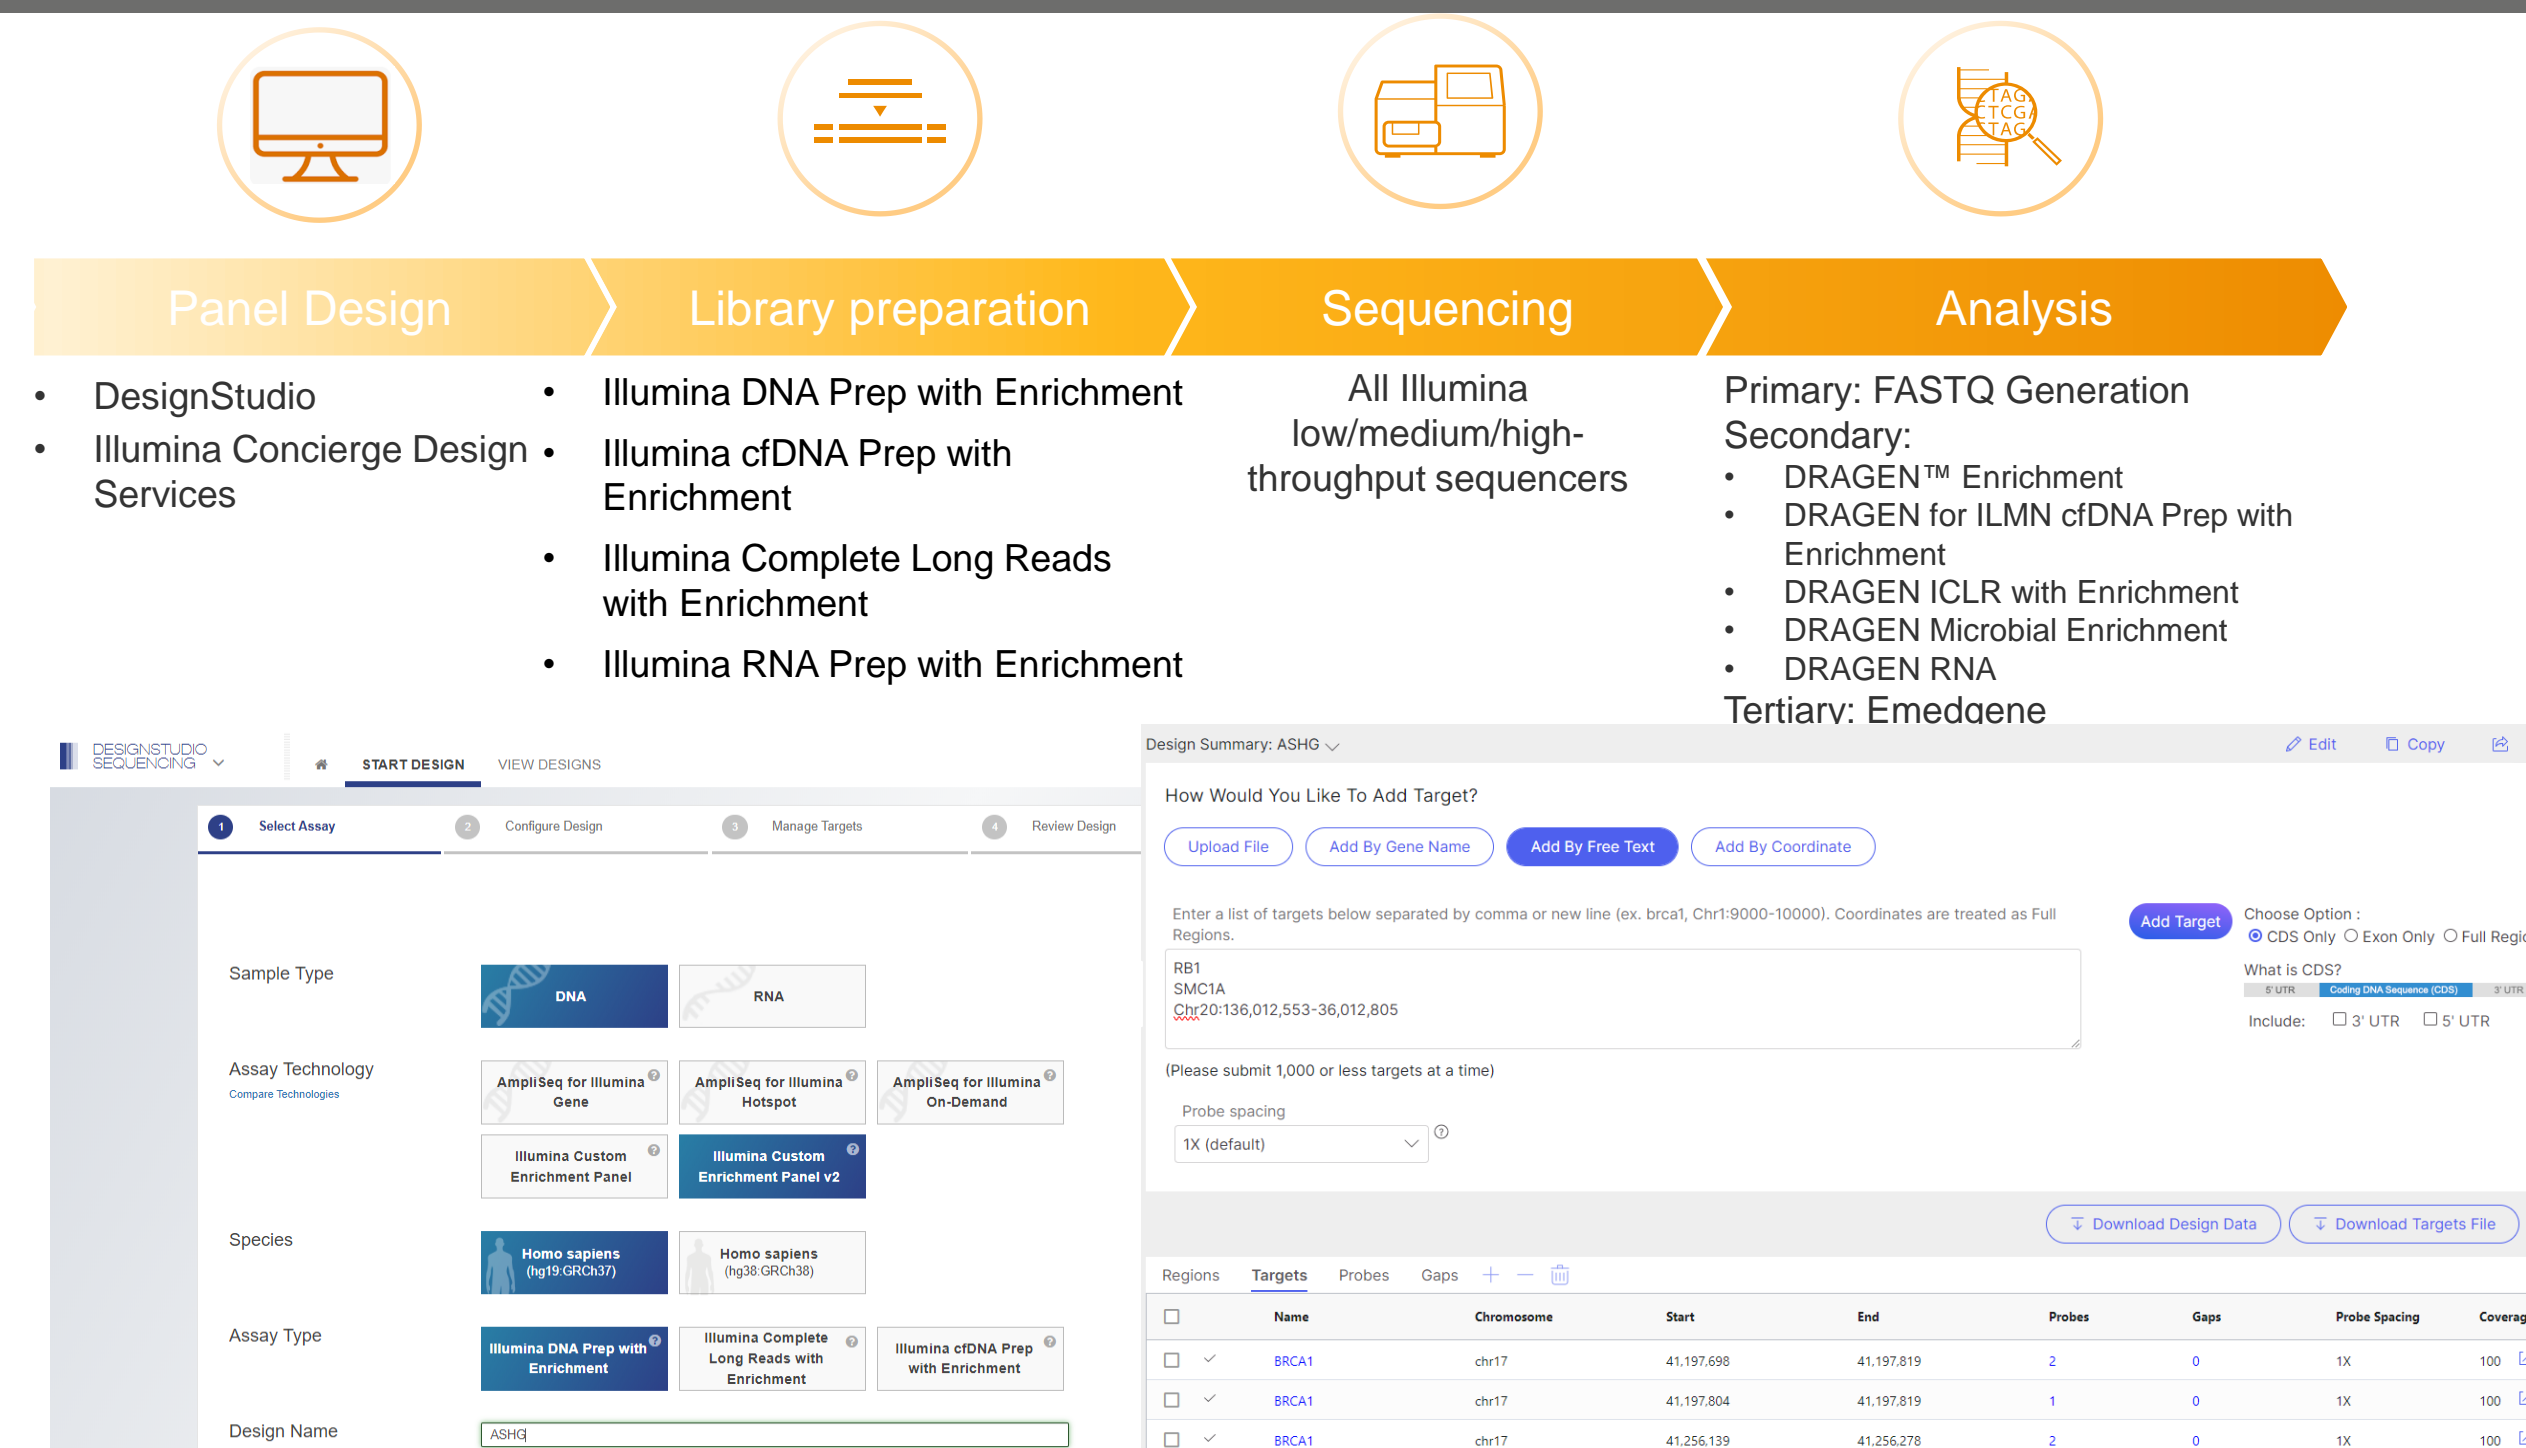 CTAG
CTCGA
CTAG
Panel Design
Library preparation
Sequencing
Analysis
• DesignStudio
• Illumina Concierge Design
Services
• Illumina DNA Prep with Enrichment
• Illumina cfDNA Prep with
Enrichment
• Illumina Complete Long Reads
with Enrichment
• Illumina RNA Prep with Enrichment
All Illumina
low/medium/high-
throughput sequencers
Primary: FASTQ Generation
Secondary:
• DRAGEN™ Enrichment
• DRAGEN for ILMN cfDNA Prep with
Enrichment
• DRAGEN ICLR with Enrichment
• DRAGEN Microbial Enrichment
• DRAGEN RNA
Tertiary: Emedgene
DESIGNSTUDIO
SEQUENCING
START DESIGN
VIEW DESIGNS
1 Select Assay
2 Configure Design
3 Manage Targets
4 Review Design
Sample Type
DNA
RNA
Assay Technology
Compare Technologies
AmpliSeq for Illumina
Gene
AmpliSeq for Illumina
Hotspot
AmpliSeq for Illumina
On-Demand
Illumina Custom
Enrichment Panel
Illumina Custom
Enrichment Panel v2
Species
Homo sapiens
(hg19:GRCh37)
Homo sapiens
(hg38:GRCh38)
Assay Type
Illumina DNA Prep with
Enrichment
Illumina Complete
Long Reads with
Enrichment
Illumina cfDNA Prep
with Enrichment
Design Name
ASHG
Design Summary: ASHG
Edit
Copy
How Would You Like To Add Target?
Upload File
Add By Gene Name
Add By Free Text
Add By Coordinate
Enter a list of targets below separated by comma or new line (ex. brca1, Chr1:9000-10000). Coordinates are treated as Full
Regions.
RB1
SMC1A
Chr20:136,012,553-36,012,805
(Please submit 1,000 or less targets at a time)
Add Target
Choose Option :
CDS Only Exon Only Full Regio
What is CDS?
5' UTR Coding DNA Sequence (CDS) 3' UTR
Include: 3' UTR 5' UTR
Probe spacing
1X (default)
Download Design Data
Download Targets File
Regions Targets Probes Gaps
Name Chromosome Start End Probes Gaps Probe Spacing Coverag
BRCA1 chr17 41,197,698 41,197,819 2 0 1X 100
BRCA1 chr17 41,197,804 41,197,819 1 0 1X 100
BRCA1 chr17 41,256,139 41,256,278 2 0 1X 100